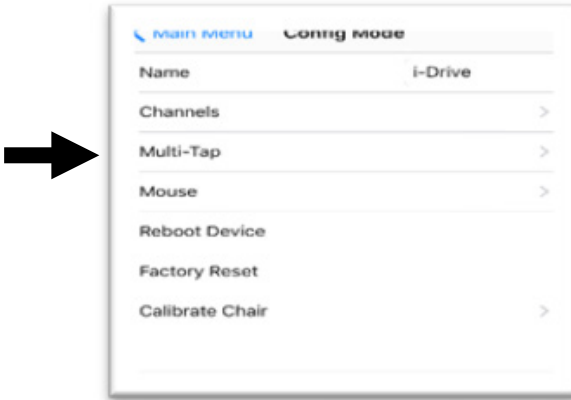 Main Menu Config Mode
Name i-Drive
Channels >
Multi-Tap >
Mouse >
Reboot Device
Factory Reset
Calibrate Chair >